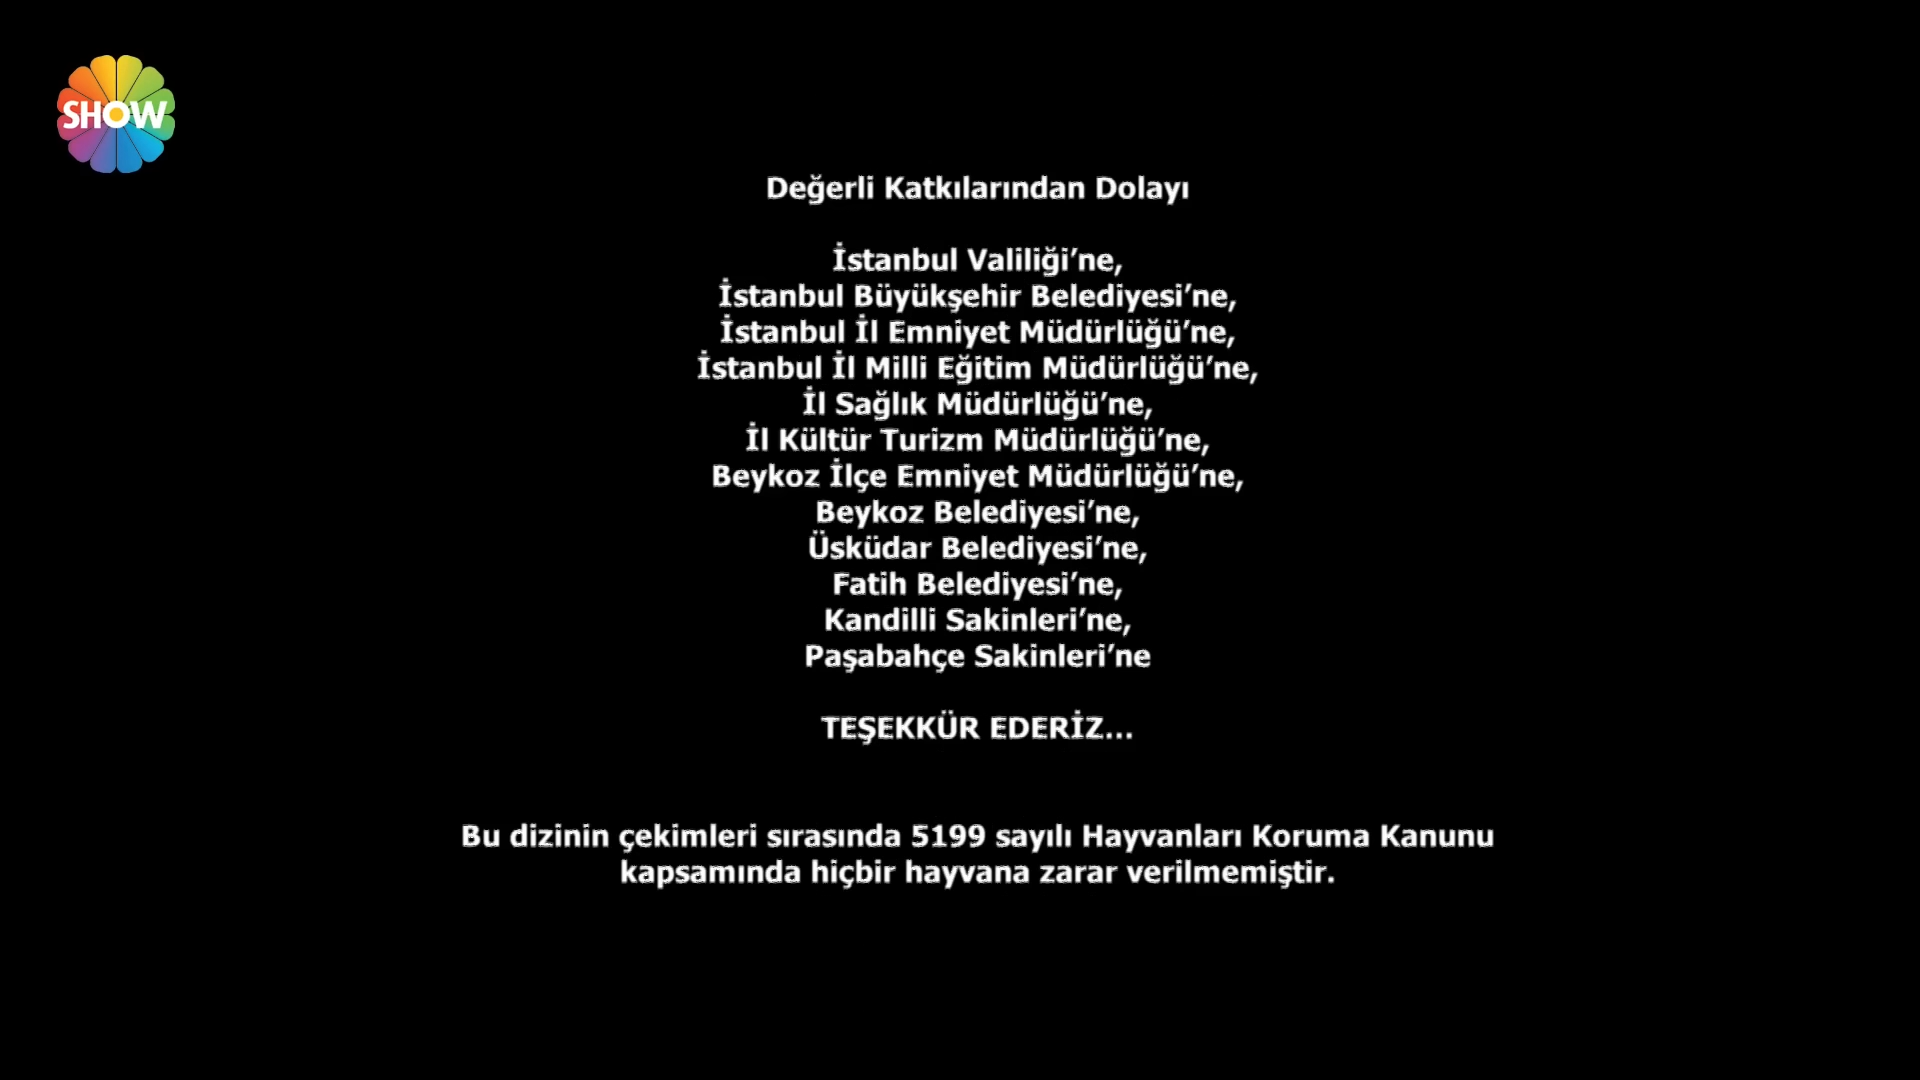 SHOW
Değerli Katkılarından Dolayı
İstanbul Valiliği’ne,
İstanbul Büyükşehir Belediyesi’ne,
İstanbul İl Emniyet Müdürlüğü’ne,
İstanbul İl Milli Eğitim Müdürlüğü’ne,
İl Sağlık Müdürlüğü’ne,
İl Kültür Turizm Müdürlüğü’ne,
Beykoz İlçe Emniyet Müdürlüğü’ne,
Beykoz Belediyesi’ne,
Üsküdar Belediyesi’ne,
Fatih Belediyesi’ne,
Kandilli Sakinleri’ne,
Paşabahçe Sakinleri’ne
TEŞEKKÜR EDERİZ...
Bu dizinin çekimleri sırasında 5199 sayılı Hayvanları Koruma Kanunu
kapsamında hiçbir hayvana zarar verilmemiştir.